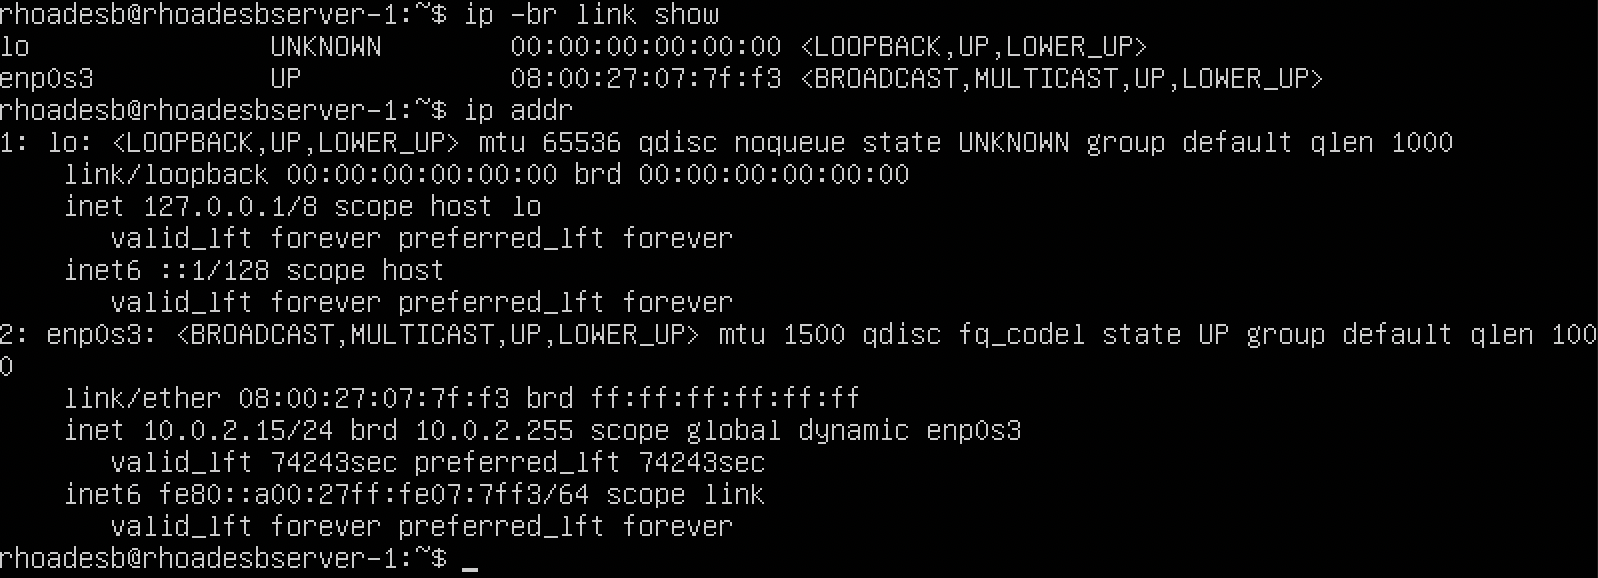 rhoadesb@rhoadesbserver-1:~$ ip -br link show
lo               UNKNOWN        00:00:00:00:00:00 <LOOPBACK,UP,LOWER_UP>
enp0s3           UP             08:00:27:07:7f:f3 <BROADCAST,MULTICAST,UP,LOWER_UP>
rhoadesb@rhoadesbserver-1:~$ ip addr
1: lo: <LOOPBACK,UP,LOWER_UP> mtu 65536 qdisc noqueue state UNKNOWN group default qlen 1000
    link/loopback 00:00:00:00:00:00 brd 00:00:00:00:00:00
    inet 127.0.0.1/8 scope host lo
       valid_lft forever preferred_lft forever
    inet6 ::1/128 scope host
       valid_lft forever preferred_lft forever
2: enp0s3: <BROADCAST,MULTICAST,UP,LOWER_UP> mtu 1500 qdisc fq_codel state UP group default qlen 100
0
    link/ether 08:00:27:07:7f:f3 brd ff:ff:ff:ff:ff:ff
    inet 10.0.2.15/24 brd 10.0.2.255 scope global dynamic enp0s3
       valid_lft 74243sec preferred_lft 74243sec
    inet6 fe80::a00:27ff:fe07:7ff3/64 scope link
       valid_lft forever preferred_lft forever
rhoadesb@rhoadesbserver-1:~$ _